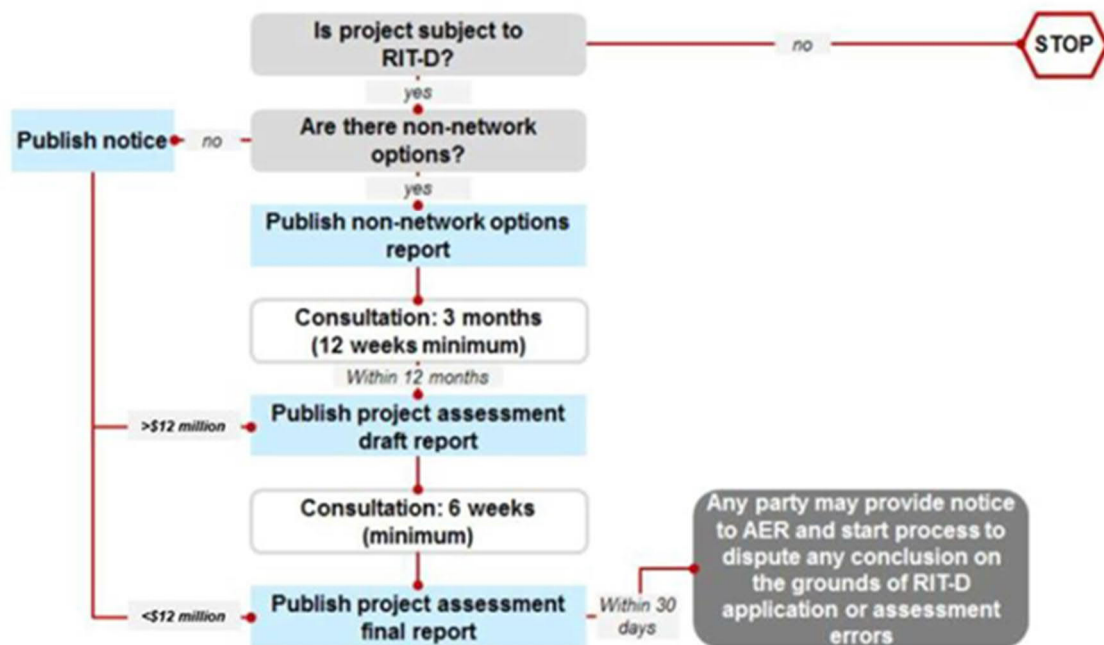 Is project subject to
RIT-D?
no
STOP
yes
Publish notice
no
Are there non-network
options?
yes
Publish non-network options
report
Consultation: 3 months
(12 weeks minimum)
Within 12 months
>$12 million
Publish project assessment
draft report
Consultation: 6 weeks
(minimum)
<$12 million
Publish project assessment
final report
Within 30
days
Any party may provide notice
to AER and start process to
dispute any conclusion on
the grounds of RIT-D
application or assessment
errors